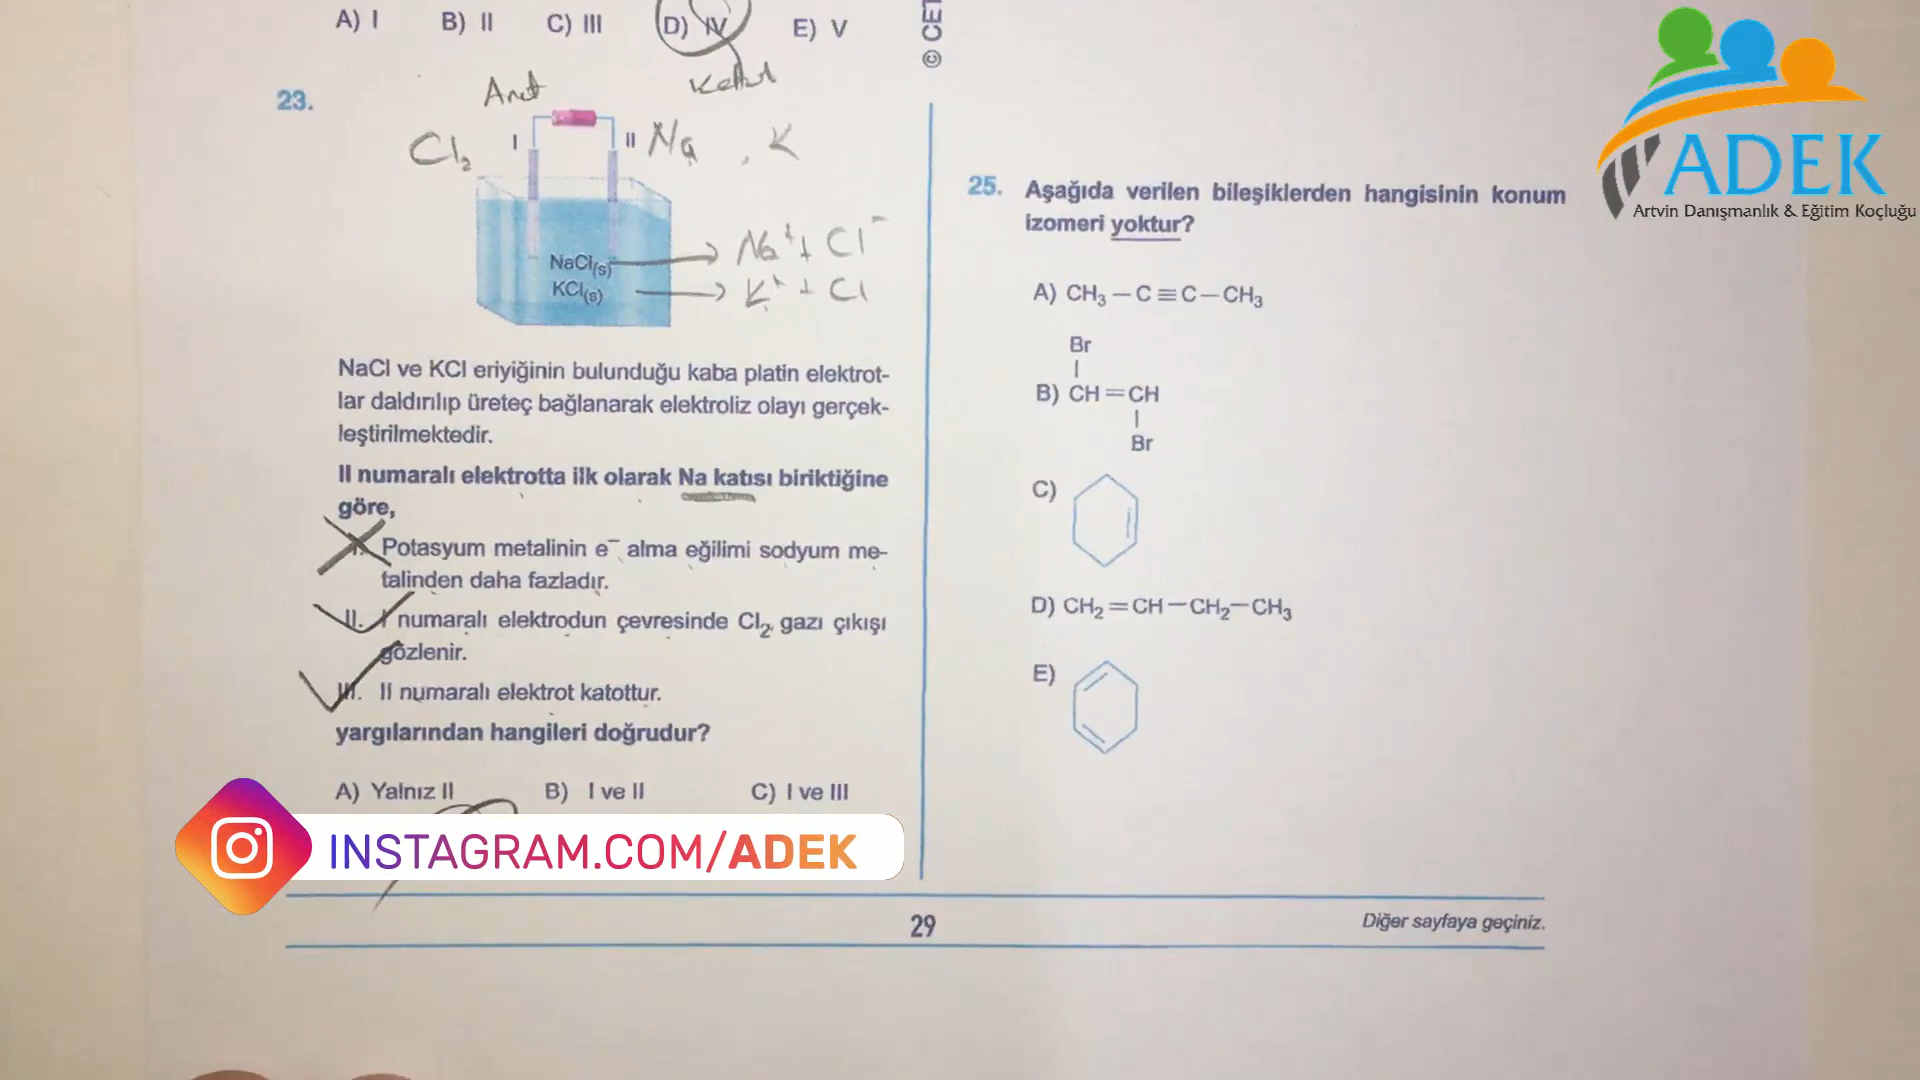 A) I B) II C) III D) IV E) V
Katot
23.
Anot
Cl2
I
II
Na , K
NaCl(s)
KCl(s)
Na+ + Cl-
K+ + Cl
NaCl ve KCl eriyiğinin bulunduğu kaba platin elektrot-
lar daldırılıp üreteç bağlanarak elektroliz olayı gerçek-
leştirilmektedir.
II numaralı elektrotta ilk olarak Na katısı biriktiğine
göre,
I. Potasyum metalinin e– alma eğilimi sodyum me-
talinden daha fazladır.
II. I numaralı elektrodun çevresinde Cl2 gazı çıkışı
gözlenir.
III. II numaralı elektrot katottur.
yargılarından hangileri doğrudur?
A) Yalnız II B) I ve II C) I ve III
INSTAGRAM.COM/ADEK
© CET
25. Aşağıda verilen bileşiklerden hangisinin konum
izomeri yoktur?
A) CH3 – C ≡ C – CH3
Br
B) CH = CH
Br
C)
D) CH2 = CH – CH2 – CH3
E)
ADEK
Artvin Danışmanlık & Eğitim Koçluğu
29
Diğer sayfaya geçiniz.